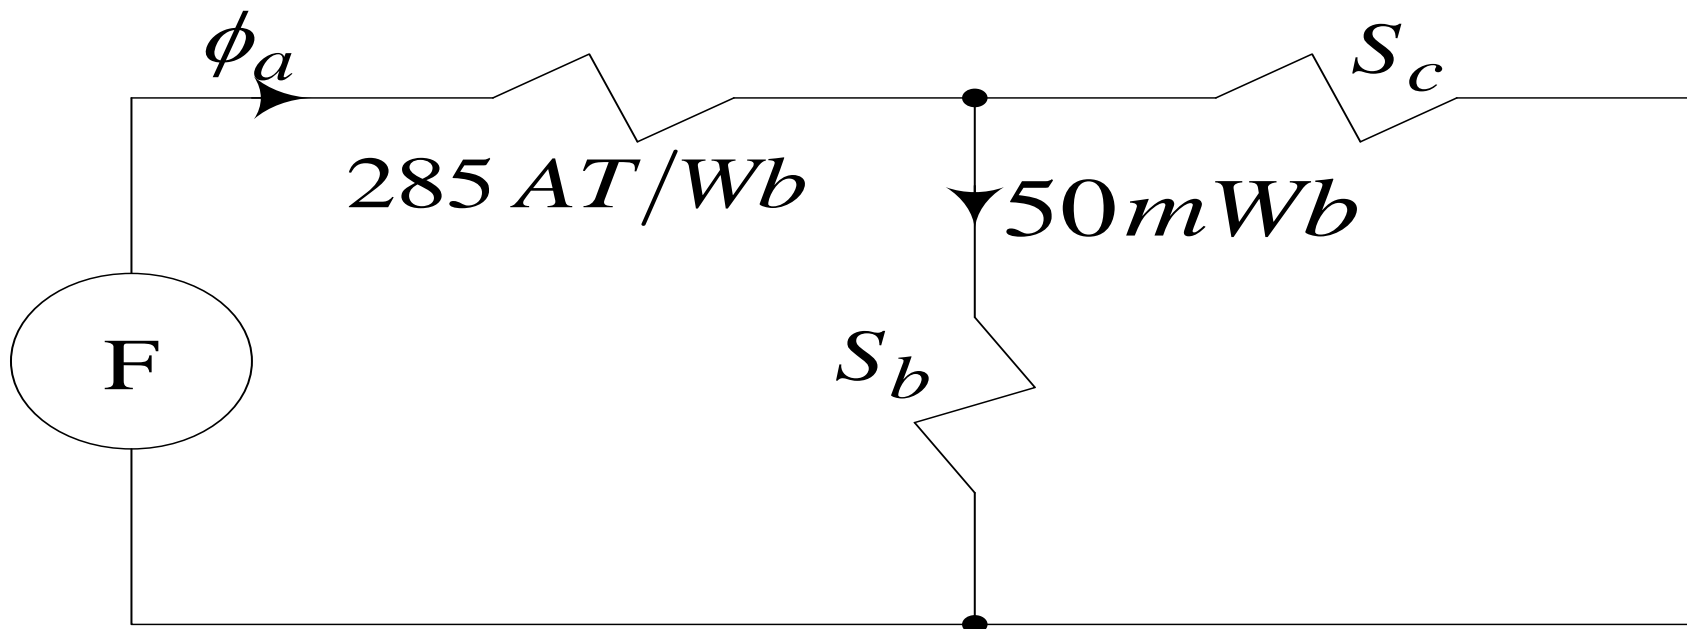 ϕa
Sc
285 AT/Wb
50mWb
Sb
F